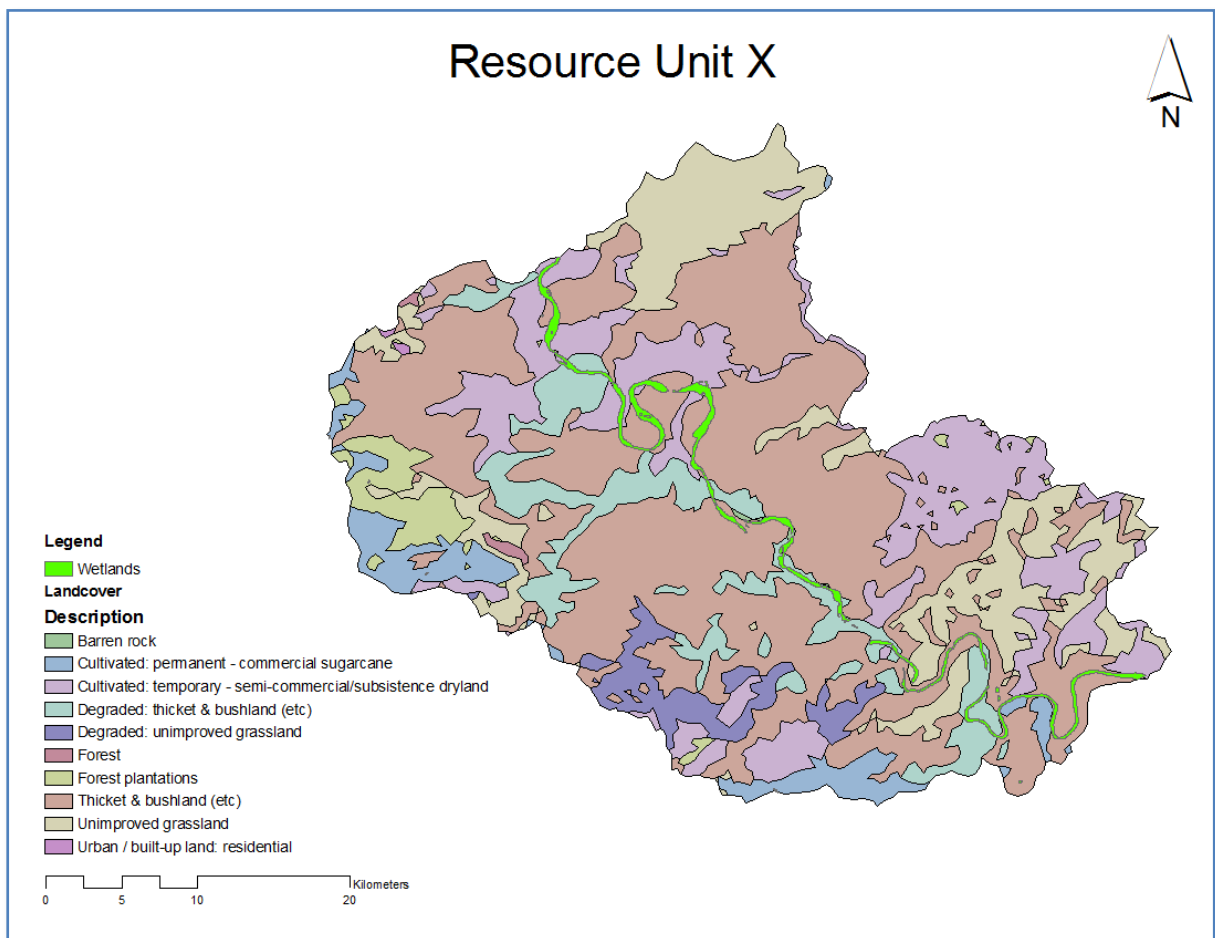 Resource Unit X
N
Legend
Wetlands
Landcover
Description
Barren rock
Cultivated: permanent - commercial sugarcane
Cultivated: temporary - semi-commercial/subsistence dryland
Degraded: thicket & bushland (etc)
Degraded: unimproved grassland
Forest
Forest plantations
Thicket & bushland (etc)
Unimproved grassland
Urban / built-up land: residential
Kilometers
0 5 10 20